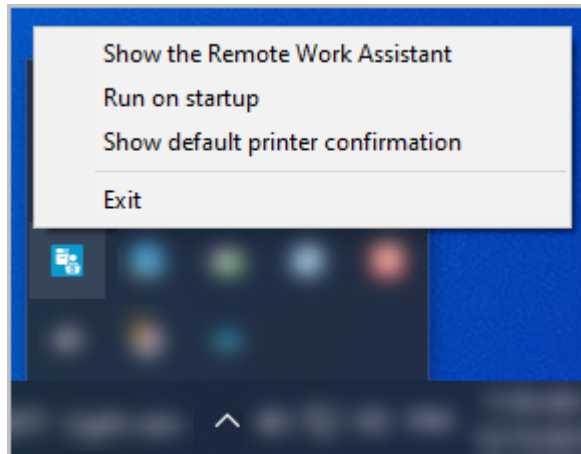 Show the Remote Work Assistant
Run on startup
Show default printer confirmation
Exit